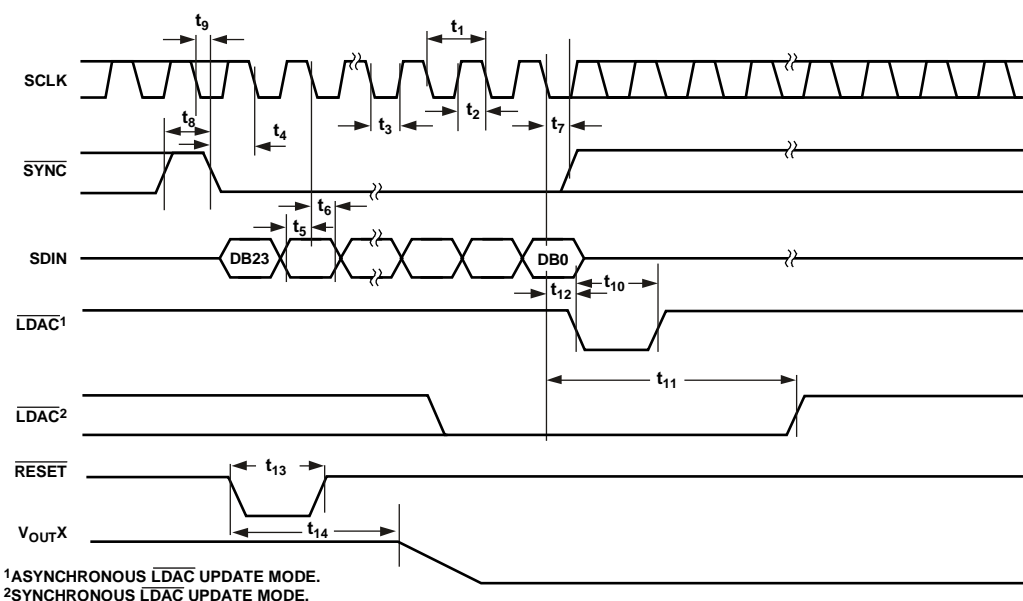 t9
t1
SCLK
t8
t4
t3
t2
t7
SYNC
t6
t5
SDIN
DB23
DB0
t12
t10
LDAC1
t11
LDAC2
RESET
t13
t14
VOUTX
1ASYNCHRONOUS LDAC UPDATE MODE.
2SYNCHRONOUS LDAC UPDATE MODE.